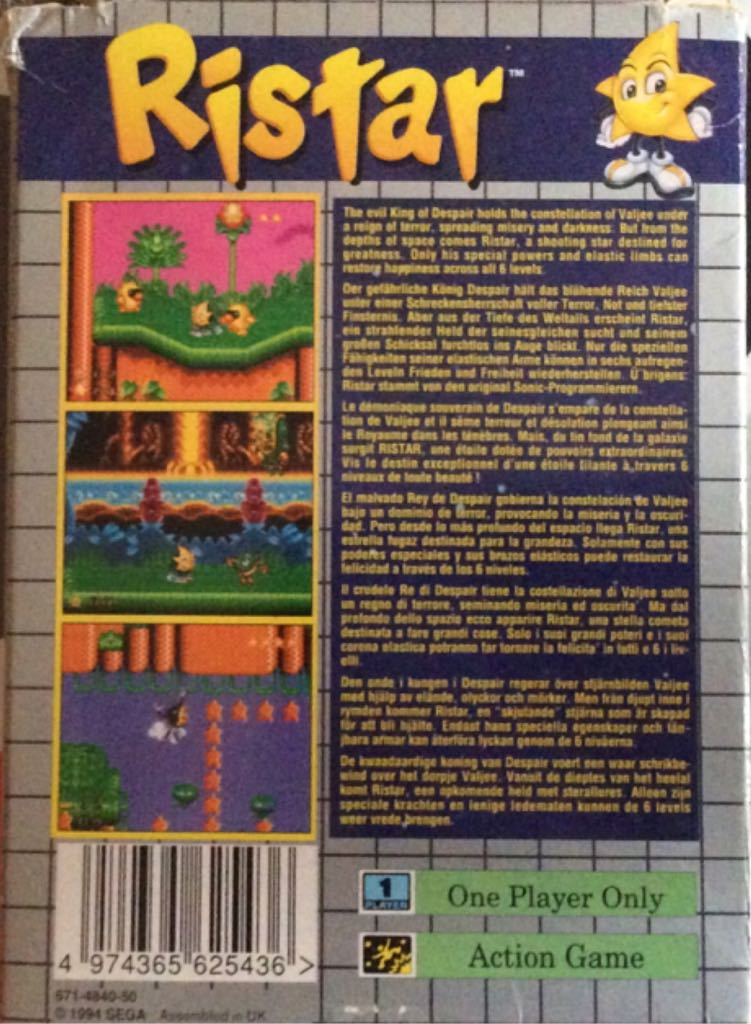 Ristar™
The evil King of Despair holds the constellation of Valjee under
a reign of terror, spreading misery and darkness. But from the
depths of space comes Ristar, a shooting star destined for
greatness. Only his special powers and elastic limbs can
restore happiness across all 6 levels.
Der gefährliche König Despair hält das blühende Reich Valjee
unter einer Schreckensherrschaft voller Terror, Not und tiefster
Finsternis. Aber aus der Tiefe des Weltalls erscheint Ristar,
ein strahlender Held der seinesgleichen sucht und seinem
großen Schicksal furchtlos ins Auge blickt. Nur die speziellen
Fähigkeiten seiner elastischen Arme können in sechs aufregen-
den Leveln Frieden und Freiheit wiederherstellen. U¨brigens:
Ristar stammt von den original Sonic-Programmierern.
Le démoniaque souverain de Despair s'empare de la constella-
tion de Valjee et il sème terreur et désolation plongeant ainsi
le Royaume dans les ténèbres. Mais, du fin fond de la galaxie
surgit RISTAR, une étoile dotée de pouvoirs extraordinaires.
Vis le destin exceptionnel d'une étoile filante à travers 6
niveaux de toute beauté !
El malvado Rey de Despair gobierna la constelación de Valjee
bajo un dominio de terror, provocando la miseria y la oscuri-
dad. Pero desde lo más profundo del espacio llega Ristar, una
estrella fugaz destinada para la grandeza. Solamente con sus
poderes especiales y sus brazos elásticos puede restaurar la
felicidad a través de los 6 niveles.
Il crudele Re di Despair tiene la costellazione di Valjee sotto
un regno di terrore, seminando miseria ed oscurita'. Ma dal
profondo dello spazio ecco apparire Ristar, una stella cometa
destinata a fare grandi cose. Solo i suoi grandi poteri e i suoi
corena elastica potranno far tornare la felicita' in tutti e 6 i liv-
elli.
Den onde i kungen i Despair regerar över stjärnbilden Valjee
med hjälp av elände, olyckor och mörker. Men från djupt inne i
rymden kommer Ristar, en "skjutande" stjärna som är skapad
för att bli hjälte. Endast hans speciella egenskaper och tän-
jbara armar kan återföra lyckan genom de 6 nivåerna.
De kwaadaardige koning van Despair voert een waar schrikbe-
wind over het dorpje Valjee. Vanuit de dieptes van het heelal
komt Ristar, een opkomende held met sterallures. Alleen zijn
speciale krachten en lenige ledematen kunnen de 6 levels
weer vrede brengen.
1
PLAYER
One Player Only
Action Game
4 974365 625436 >
671-4840-50
© 1994 SEGA Assembled in UK